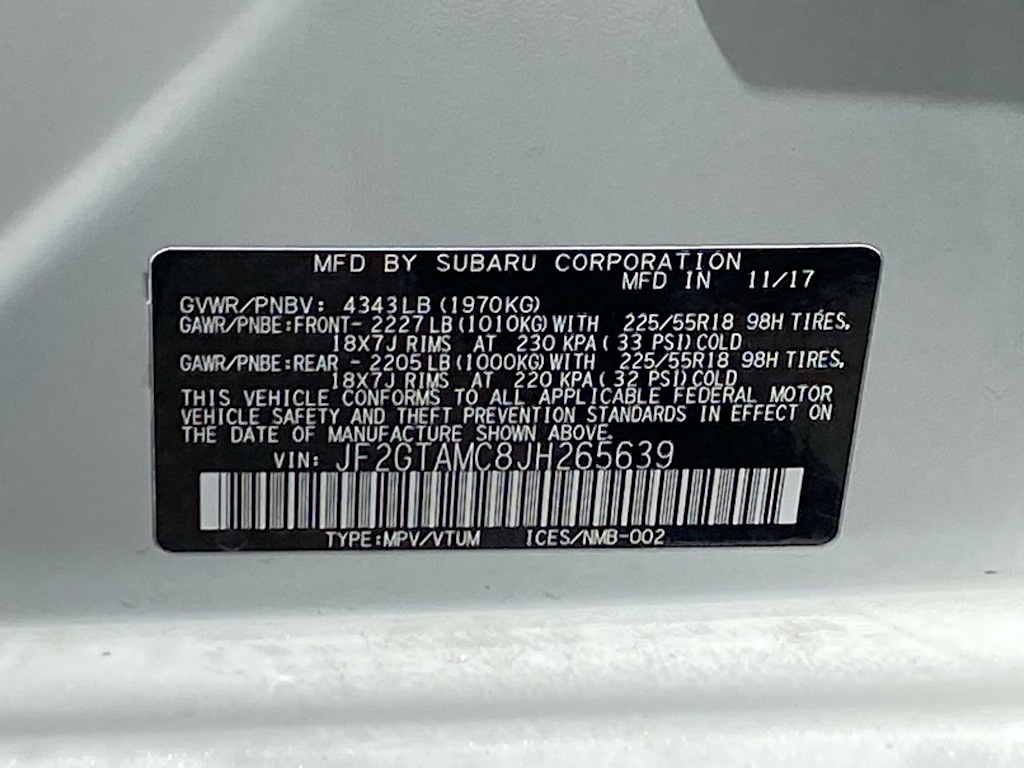 MFD BY SUBARU CORPORATION
MFD IN 11/17
GVWR/PNBV: 4343LB (1970KG)
GAWR/PNBE:FRONT- 2227LB (1010KG) WITH 225/55R18 98H TIRES,
18X7J RIMS AT 230 KPA ( 33 PSI) COLD
GAWR/PNBE:REAR - 2205LB (1000KG) WITH 225/55R18 98H TIRES,
18X7J RIMS AT 220 KPA ( 32 PSI) COLD
THIS VEHICLE CONFORMS TO ALL APPLICABLE FEDERAL MOTOR
VEHICLE SAFETY AND THEFT PREVENTION STANDARDS IN EFFECT ON
THE DATE OF MANUFACTURE SHOWN ABOVE.
VIN: JF2GTAMC8JH265639
TYPE:MPV/VTUM ICES/NMB-002